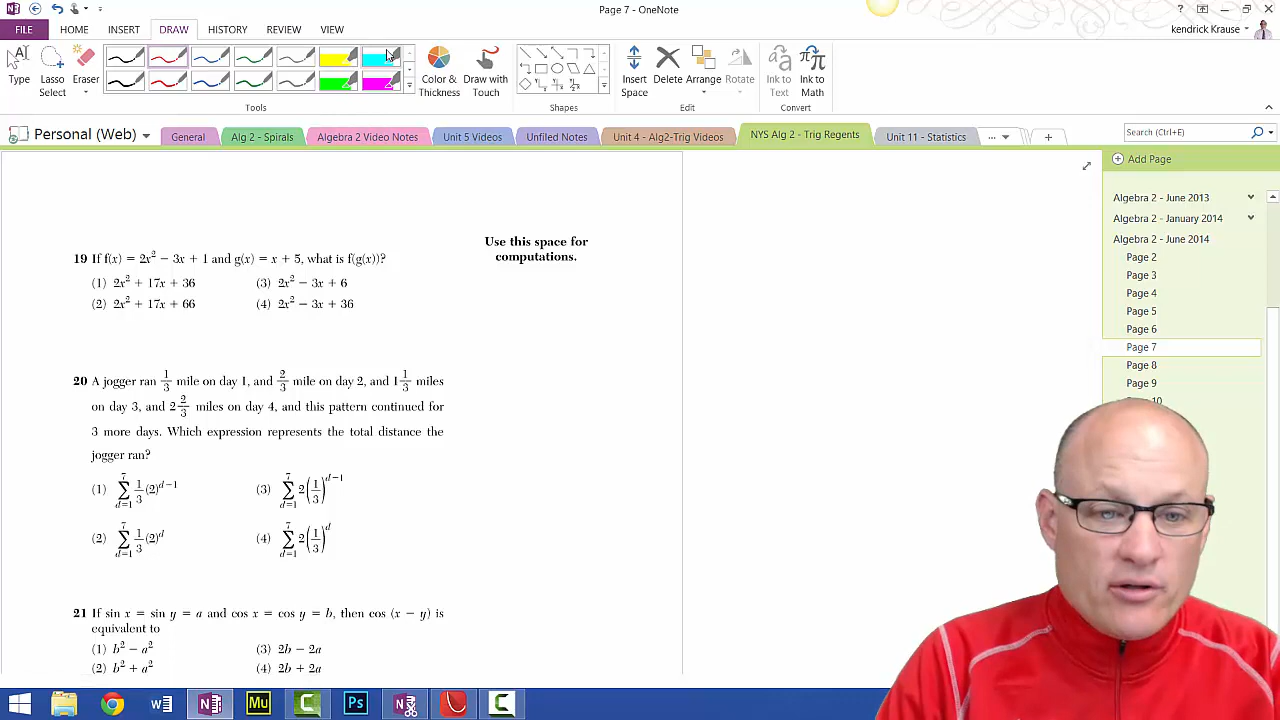 Page 7 - OneNote
FILE HOME INSERT DRAW HISTORY REVIEW VIEW
kendrick Krause
Type
Lasso Select
Eraser
Color & Thickness
Draw with Touch
Insert Space
Delete
Arrange
Rotate
Ink to Text
Ink to Math
Tools
Shapes
Edit
Convert
Personal (Web)
General
Alg 2 - Spirals
Algebra 2 Video Notes
Unit 5 Videos
Unfiled Notes
Unit 4 - Alg2-Trig Videos
NYS Alg 2 - Trig Regents
Unit 11 - Statistics
...
Search (Ctrl+E)
Add Page
Algebra 2 - June 2013
Algebra 2 - January 2014
Algebra 2 - June 2014
Page 2
Page 3
Page 4
Page 5
Page 6
Page 7
Page 8
Page 9
Page 10
Use this space for
computations.
19 If f(x) = 2x² − 3x + 1 and g(x) = x + 5, what is f(g(x))?
(1) 2x² + 17x + 36 (3) 2x² − 3x + 6
(2) 2x² + 17x + 66 (4) 2x² − 3x + 36
20 A jogger ran 1/3 mile on day 1, and 2/3 mile on day 2, and 1 1/3 miles
on day 3, and 2 2/3 miles on day 4, and this pattern continued for
3 more days. Which expression represents the total distance the
jogger ran?
(1) 7 ∑ d=1 1/3 (2)^d−1 (3) 7 ∑ d=1 2(1/3)^d−1
(2) 7 ∑ d=1 1/3 (2)^d (4) 7 ∑ d=1 2(1/3)^d
21 If sin x = sin y = a and cos x = cos y = b, then cos (x − y) is
equivalent to
(1) b² − a² (3) 2b − 2a
(2) b² + a² (4) 2b + 2a
Mu
Ps